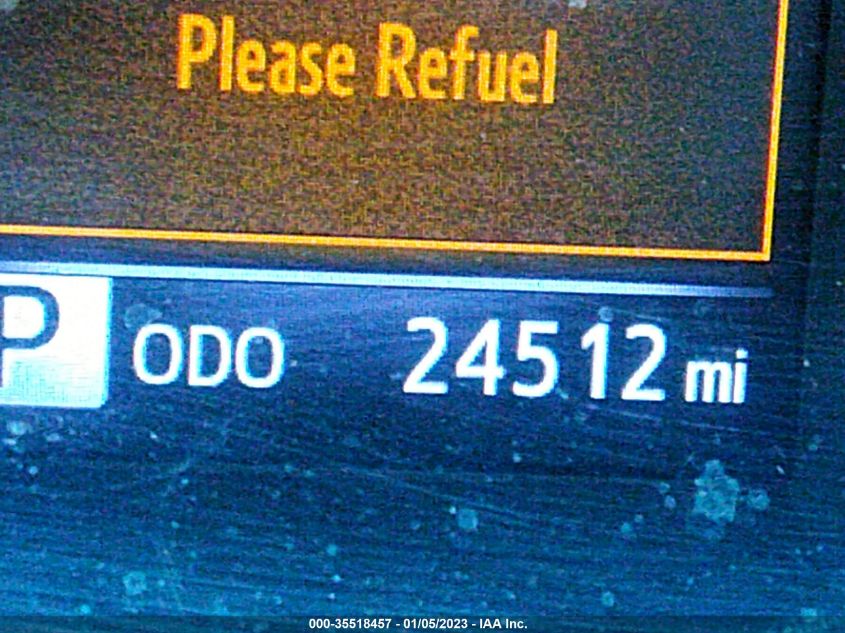 Please Refuel
P ODO 24512 mi
000-35518457 - 01/05/2023 - IAA Inc.